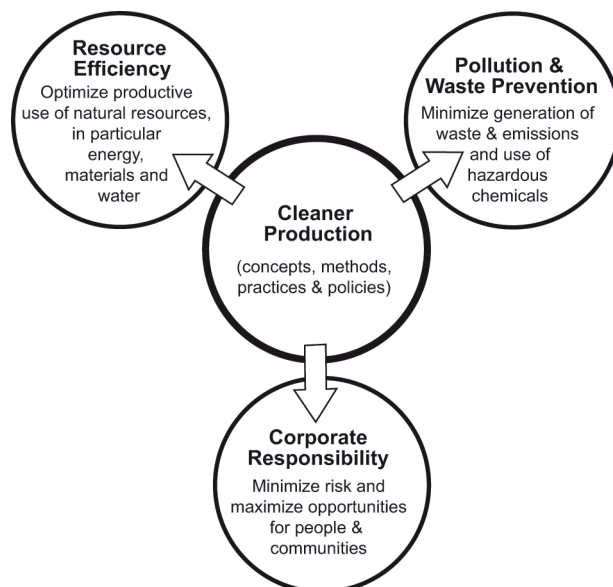 Resource
Efficiency
Optimize productive
use of natural resources,
in particular
energy,
materials and
water
Pollution &
Waste Prevention
Minimize generation of
waste & emissions
and use of
hazardous
chemicals
Cleaner
Production
(concepts, methods,
practices & policies)
Corporate
Responsibility
Minimize risk and
maximize opportunities
for people &
communities